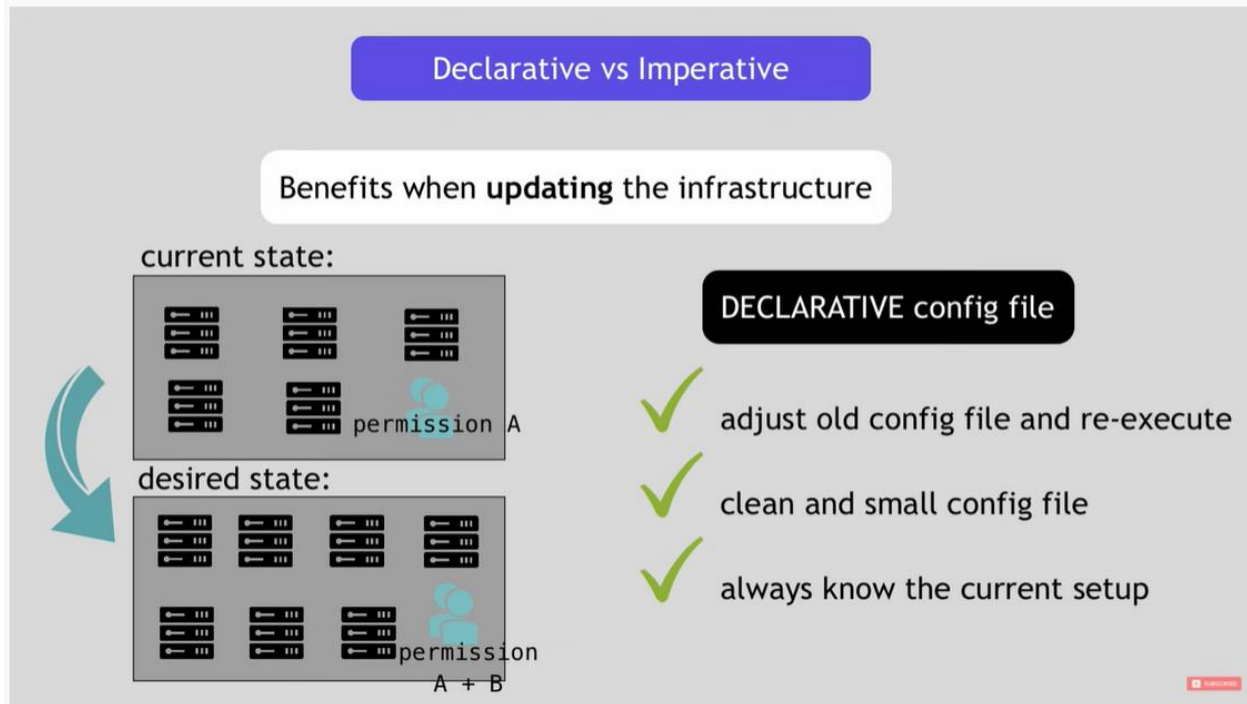 Declarative vs Imperative
Benefits when updating the infrastructure
current state:
permission A
desired state:
permission
A + B
DECLARATIVE config file
adjust old config file and re-execute
clean and small config file
always know the current setup